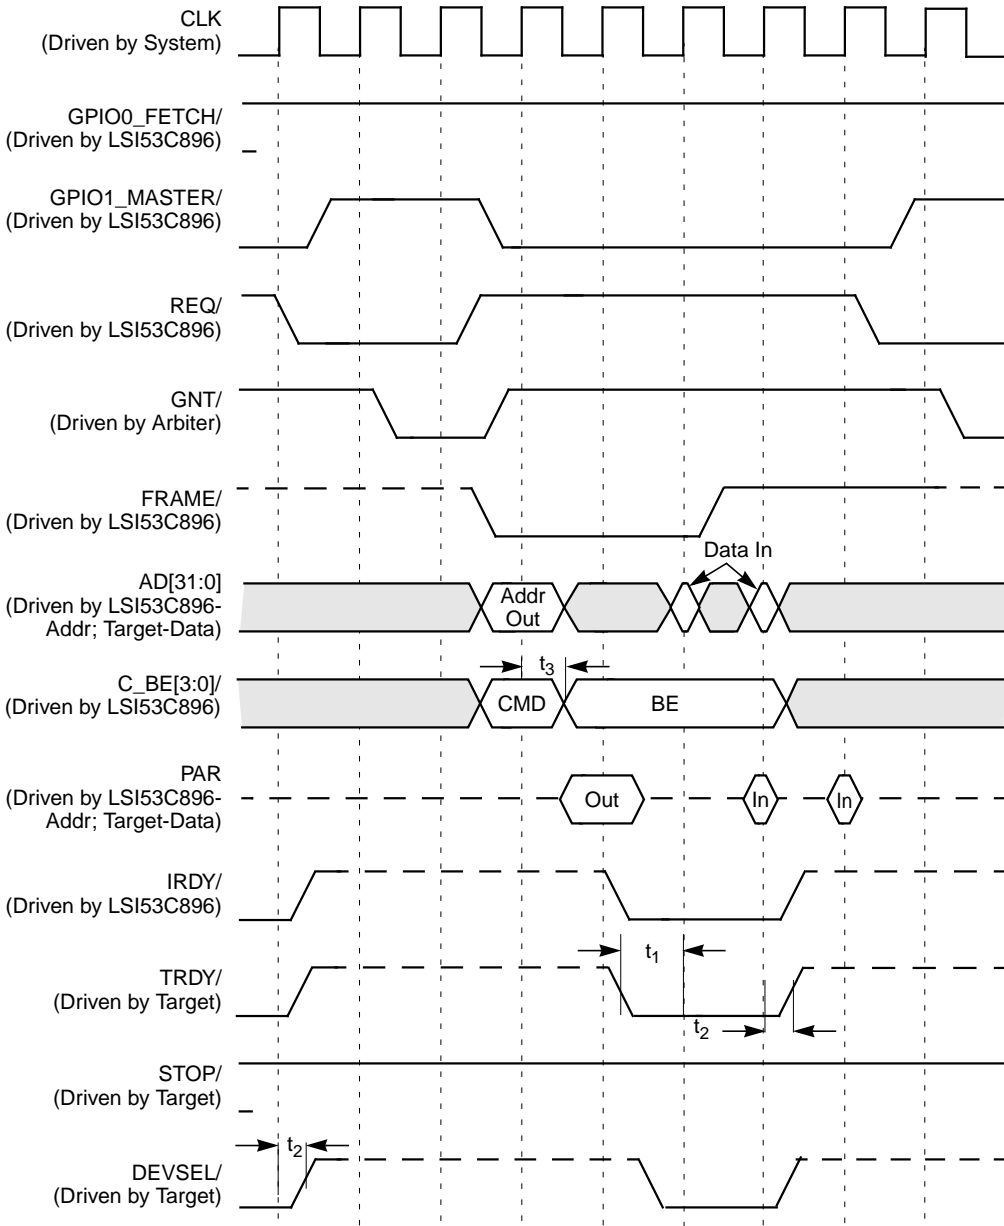 CLK
(Driven by System)
GPIO0_FETCH/
(Driven by LSI53C896)
GPIO1_MASTER/
(Driven by LSI53C896)
REQ/
(Driven by LSI53C896)
GNT/
(Driven by Arbiter)
FRAME/
(Driven by LSI53C896)
Data In
AD[31:0]
(Driven by LSI53C896-
Addr; Target-Data)
Addr
Out
C_BE[3:0]/
(Driven by LSI53C896)
t3
CMD
BE
PAR
(Driven by LSI53C896-
Addr; Target-Data)
Out
In
In
IRDY/
(Driven by LSI53C896)
TRDY/
(Driven by Target)
t1
t2
STOP/
(Driven by Target)
t2
DEVSEL/
(Driven by Target)